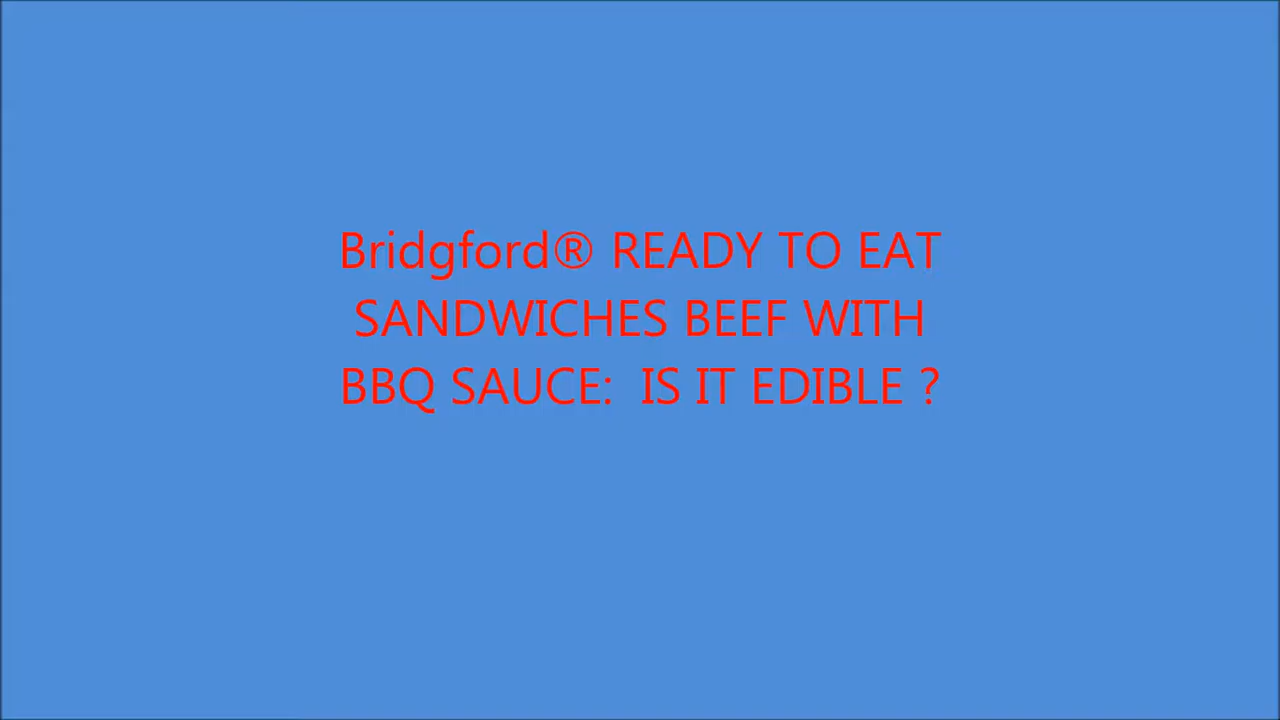 Bridgford® READY TO EAT
SANDWICHES BEEF WITH
BBQ SAUCE:  IS IT EDIBLE ?